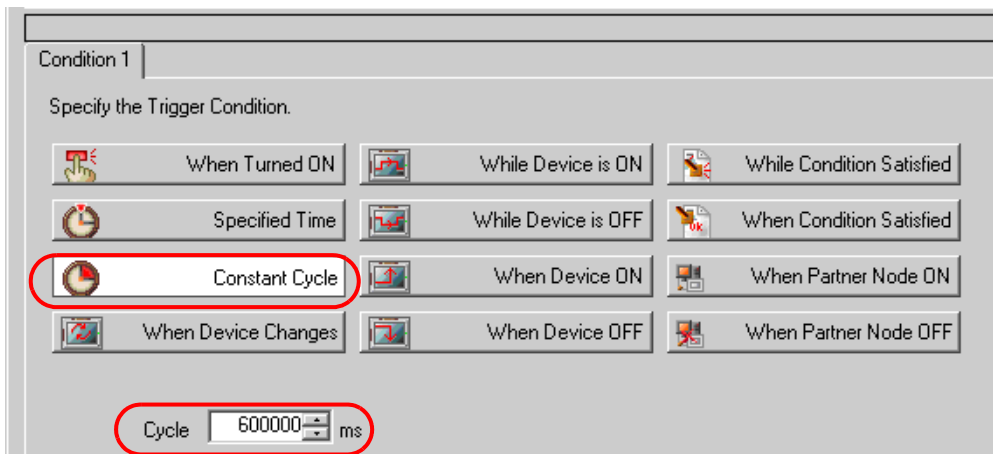 Condition 1
Specify the Trigger Condition.
When Turned ON While Device is ON While Condition Satisfied
Specified Time While Device is OFF When Condition Satisfied
OK
Constant Cycle When Device ON When Partner Node ON
When Device Changes When Device OFF When Partner Node OFF
Cycle 600000 ms